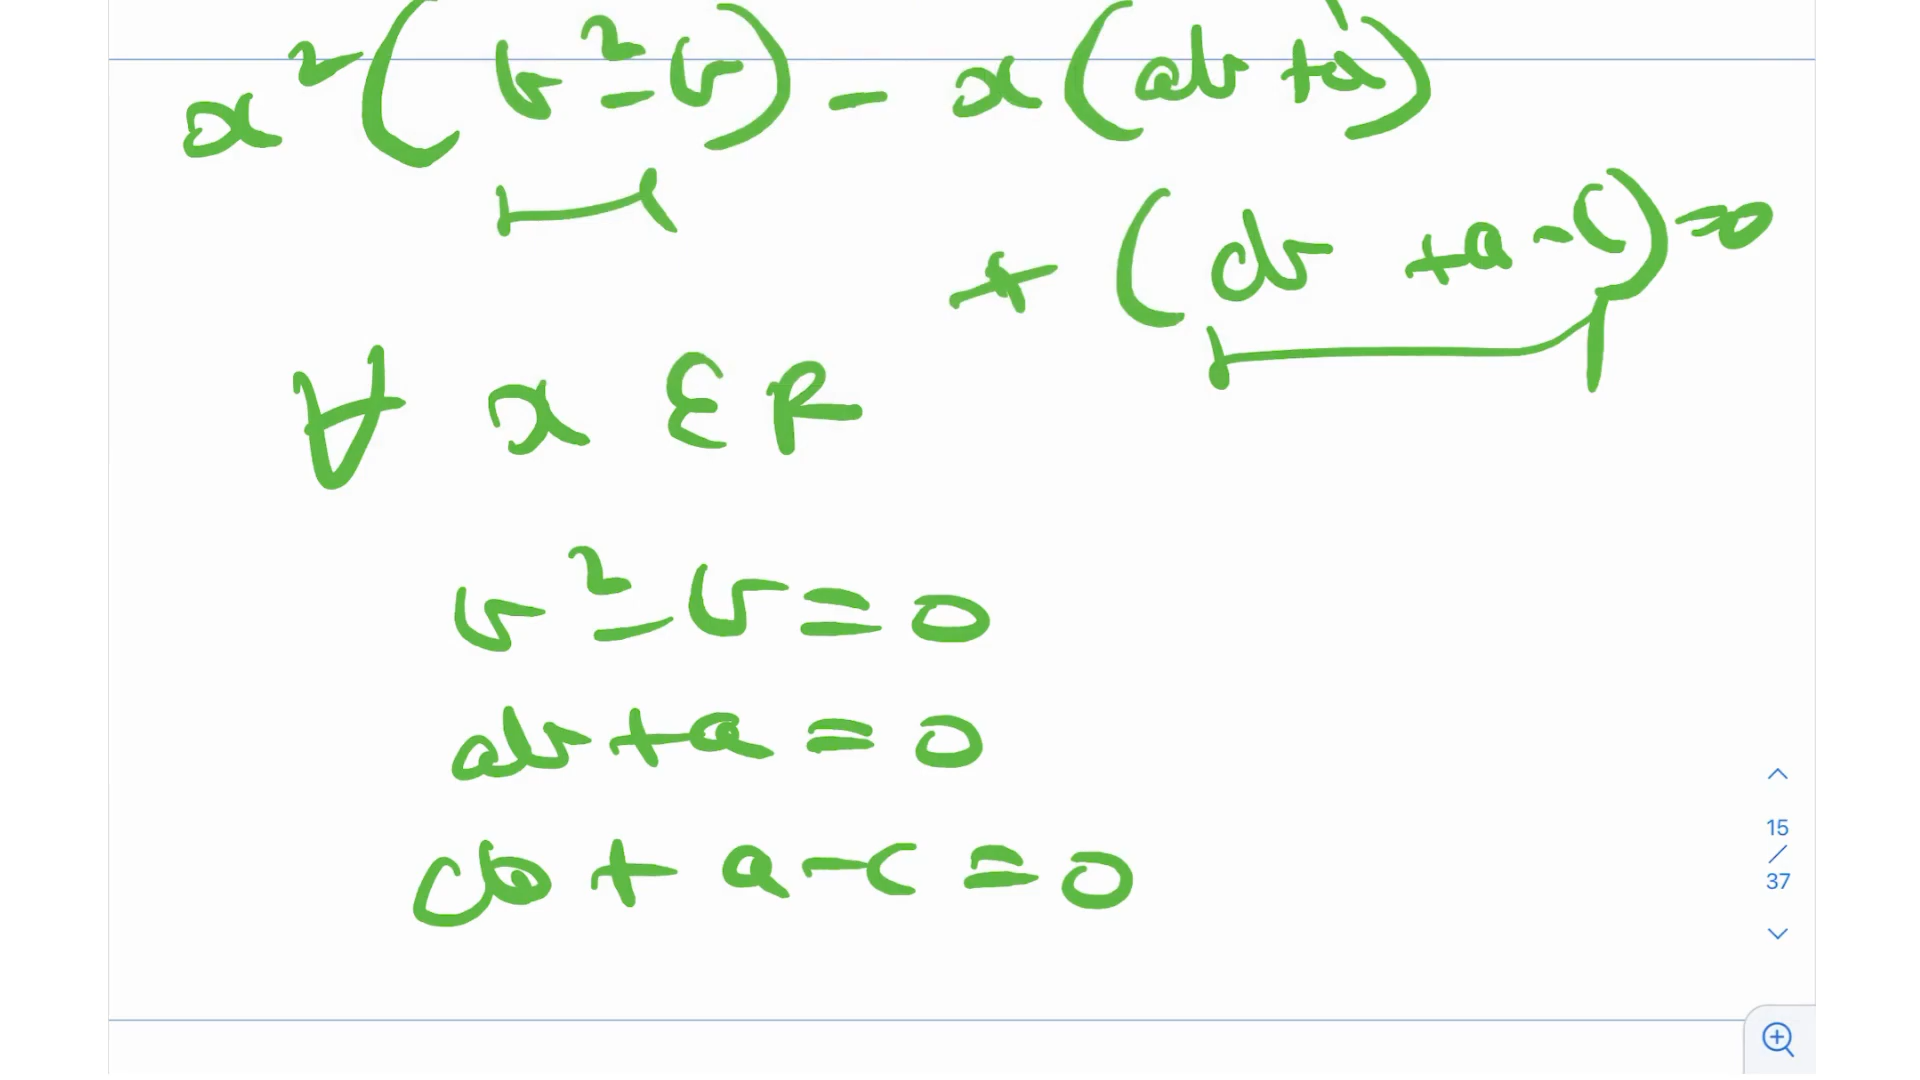 x² (b² - b) - x (ab + a)
+ (cb + a - c) = 0
∀ x ∈ R
b² - b = 0
ab + a = 0
cb + a - c = 0
15
/
37